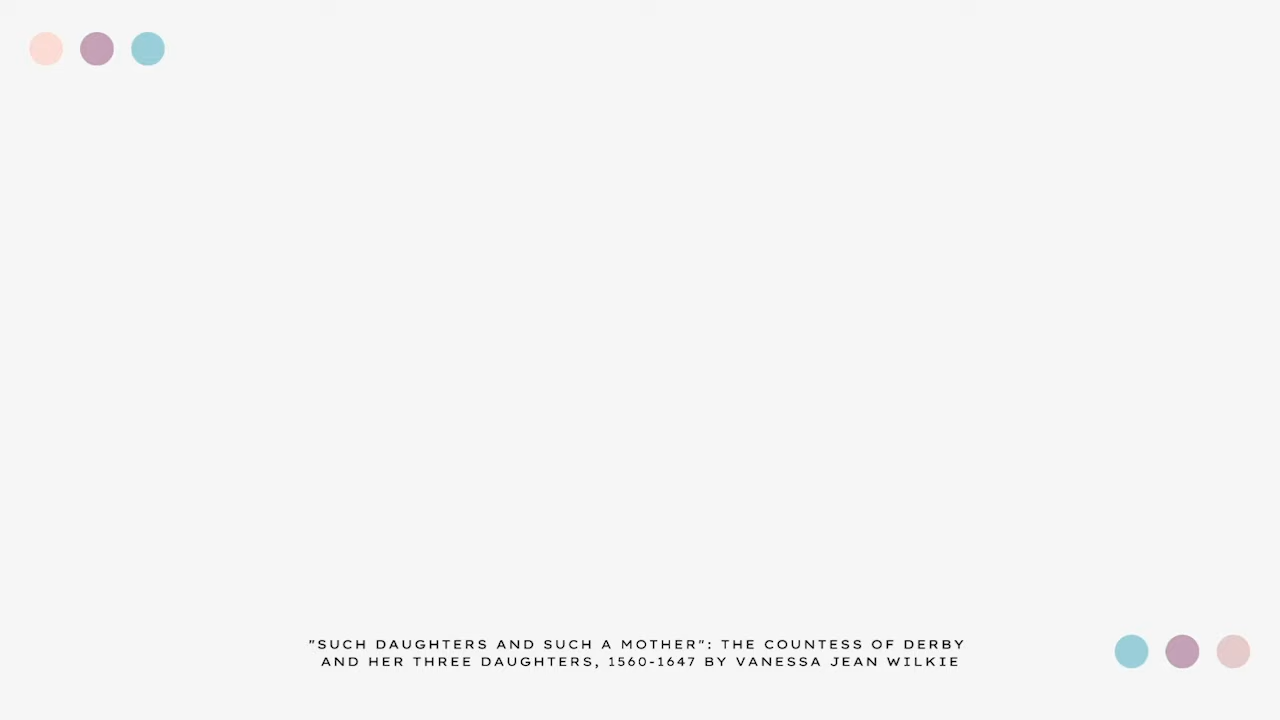 "SUCH DAUGHTERS AND SUCH A MOTHER": THE COUNTESS OF DERBY
AND HER THREE DAUGHTERS, 1560-1647 BY VANESSA JEAN WILKIE